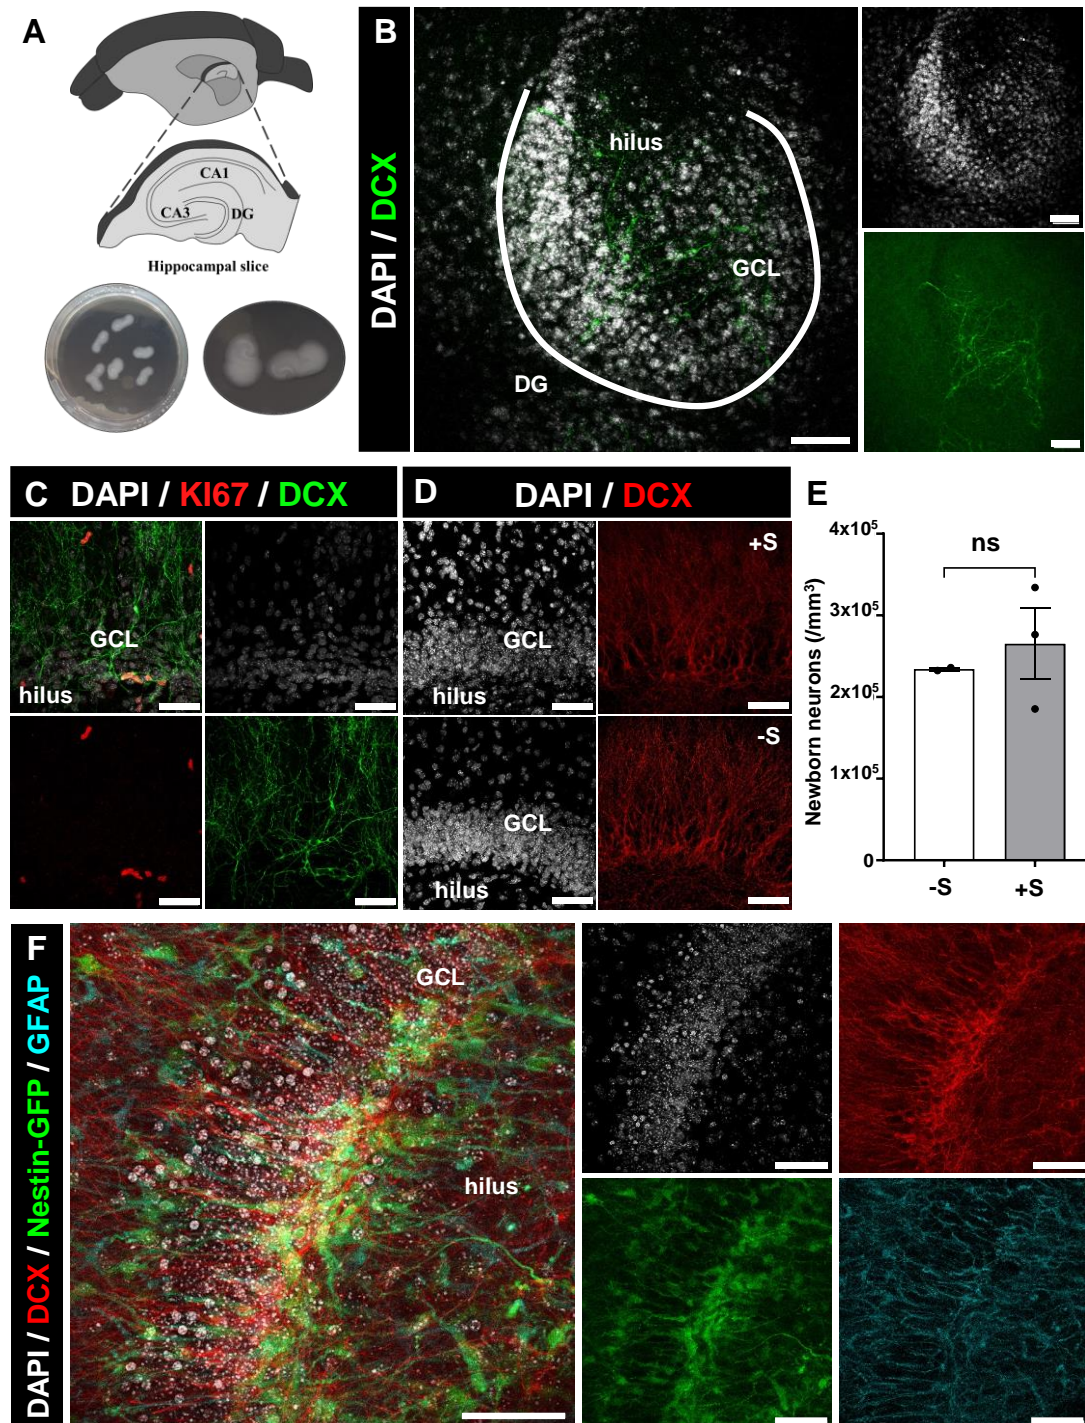 A
CA1
CA3
DG
Hippocampal slice
B
DAPI / DCX
hilus
GCL
DG
C DAPI / KI67 / DCX
GCL
hilus
D DAPI / DCX
+S
GCL
hilus
-S
GCL
hilus
E
Newborn neurons (/mm³)
4x10⁵
3x10⁵
2x10⁵
1x10⁵
0
ns
-S
+S
F
DAPI / DCX / Nestin-GFP / GFAP
GCL
hilus